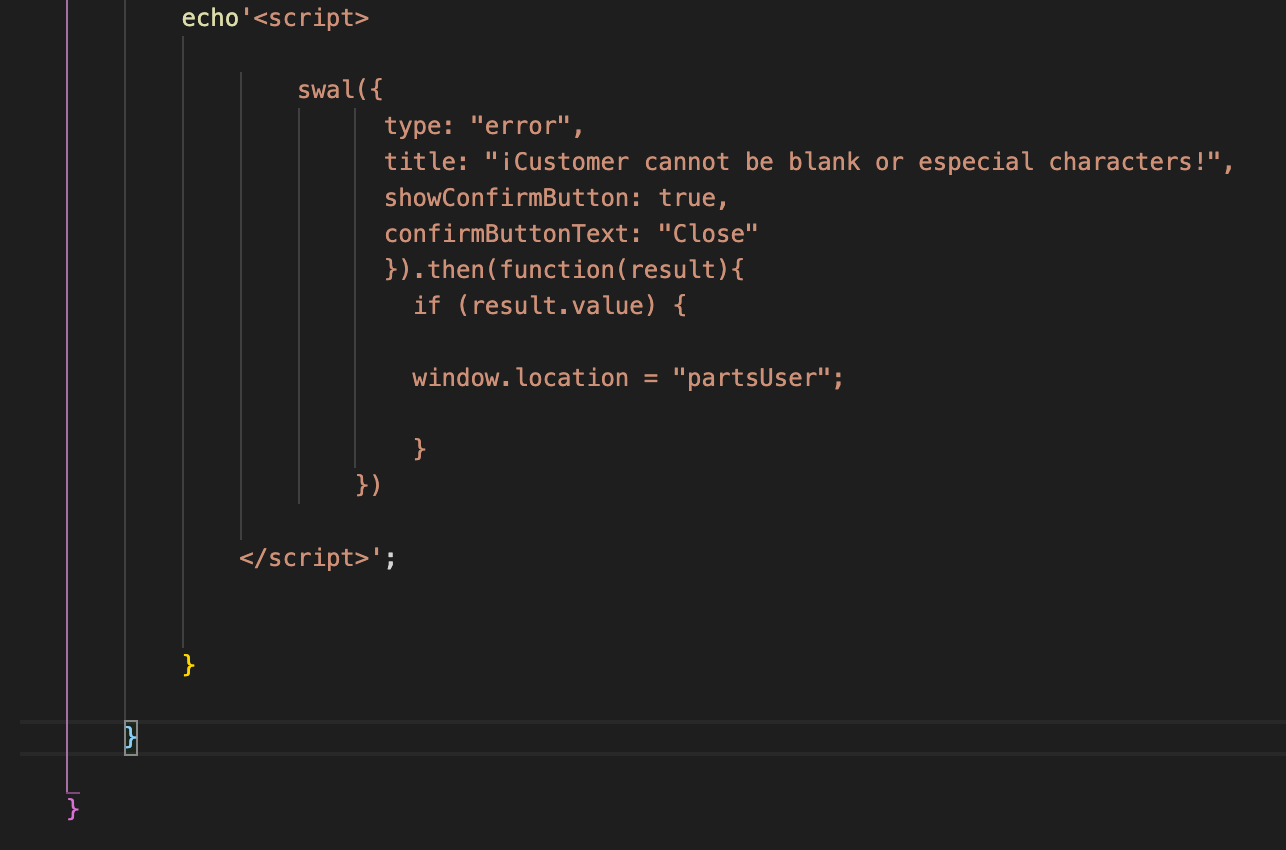 echo'<script>
swal({
type: "error",
title: "¡Customer cannot be blank or especial characters!",
showConfirmButton: true,
confirmButtonText: "Close"
}).then(function(result){
if (result.value) {
window.location = "partsUser";
}
})
</script>';
}
}
}